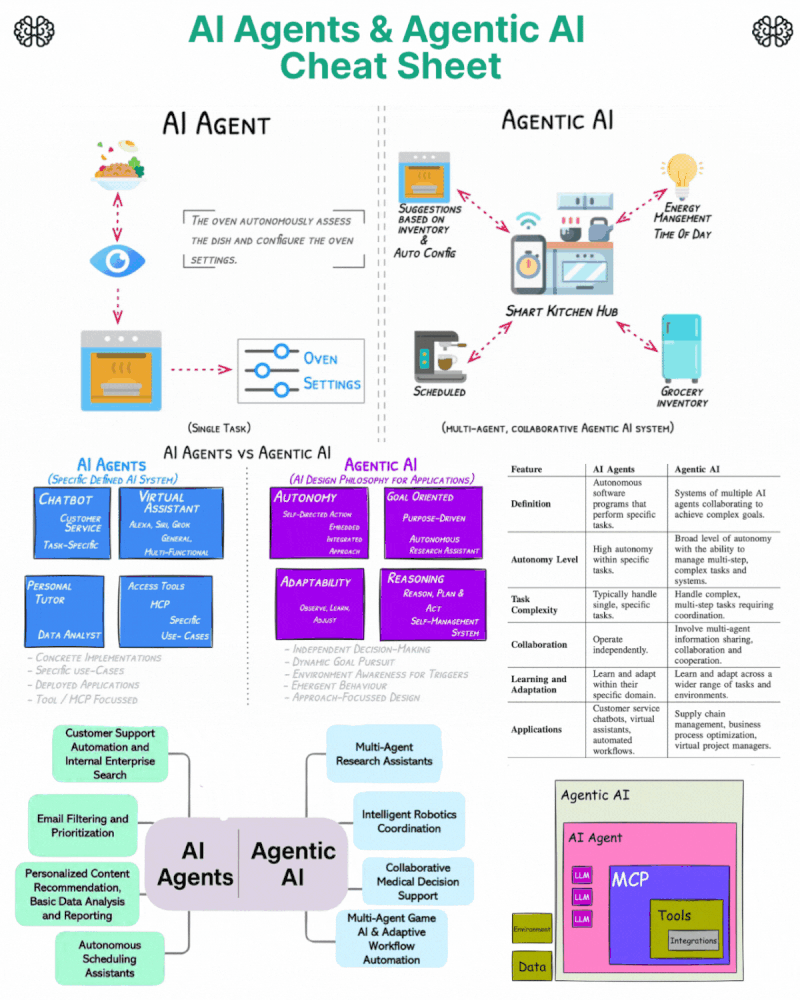 AI Agents & Agentic AI
Cheat Sheet
AI AGENT
THE OVEN AUTONOMOUSLY ASSESS
THE DISH AND CONFIGURE THE OVEN
SETTINGS.
OVEN
SETTINGS
(SINGLE TASK)
AGENTIC AI
SUGGESTIONS
BASED ON
INVENTORY
&
AUTO CONFIG
ENERGY
MANGEMENT
TIME OF DAY
SMART KITCHEN HUB
SCHEDULED
GROCERY
INVENTORY
(MULTI-AGENT, COLLABORATIVE AGENTIC AI SYSTEM)
AI AGENTS VS AGENTIC AI
AI AGENTS
(SPECIFIC DEFINED AI SYSTEM)
CHATBOT
CUSTOMER
SERVICE
TASK-SPECIFIC
VIRTUAL
ASSISTANT
ALEXA, SIRI, GROK
GENERAL,
MULTI-FUNCTIONAL
PERSONAL
TUTOR
DATA ANALYST
ACCESS TOOLS
MCP
SPECIFIC
USE- CASES
- CONCRETE IMPLEMENTATIONS
- SPECIFIC USE-CASES
- DEPLOYED APPLICATIONS
- TOOL / MCP FOCUSSED
AGENTIC AI
(AI DESIGN PHILOSOPHY FOR APPLICATIONS)
AUTONOMY
SELF-DIRECTED ACTION
EMBEDED
INTEGRATED
APPROACH
GOAL ORIENTED
PURPOSE-DRIVEN
AUTONOMOUS
RESEARCH ASSISTANT
ADAPTABILITY
OBSERVE, LEARN,
ADJUST
REASONING
REASON, PLAN &
ACT
SELF-MANAGEMENT
SYSTEM
- INDEPENDENT DECISION-MAKING
- DYNAMIC GOAL PURSUIT
- ENVIRONMENT AWARENESS FOR TRIGGERS
- EMERGENT BEHAVIOUR
- APPROACH-FOCUSSED DESIGN
Feature AI Agents Agentic AI
Definition
Autonomous
software
programs that
perform specific
tasks.
Systems of multiple AI
agents collaborating to
achieve complex goals.
Autonomy Level
High autonomy
within specific
tasks.
Broad level of autonomy
with the ability to
manage multi-step,
complex tasks and
systems.
Task
Complexity
Typically handle
single, specific
tasks.
Handle complex,
multi-step tasks requiring
coordination.
Collaboration
Operate
independently.
Involve multi-agent
information sharing,
collaboration and
cooperation.
Learning and
Adaptation
Learn and adapt
within their
specific domain.
Learn and adapt across a
wider range of tasks and
environments.
Applications
Customer service
chatbots, virtual
assistants,
automated
workflows.
Supply chain
management, business
process optimization,
virtual project managers.
Customer Support
Automation and
Internal Enterprise
Search
Email Filtering and
Prioritization
Personalized Content
Recommendation,
Basic Data Analysis
and Reporting
Autonomous
Scheduling
Assistants
AI
Agents
Agentic
AI
Multi-Agent
Research Assistants
Intelligent Robotics
Coordination
Collaborative
Medical Decision
Support
Multi-Agent Game
AI & Adaptive
Workflow
Automation
Agentic AI
AI Agent
LLM
LLM
LLM
MCP
Tools
Integrations
Environment
Data